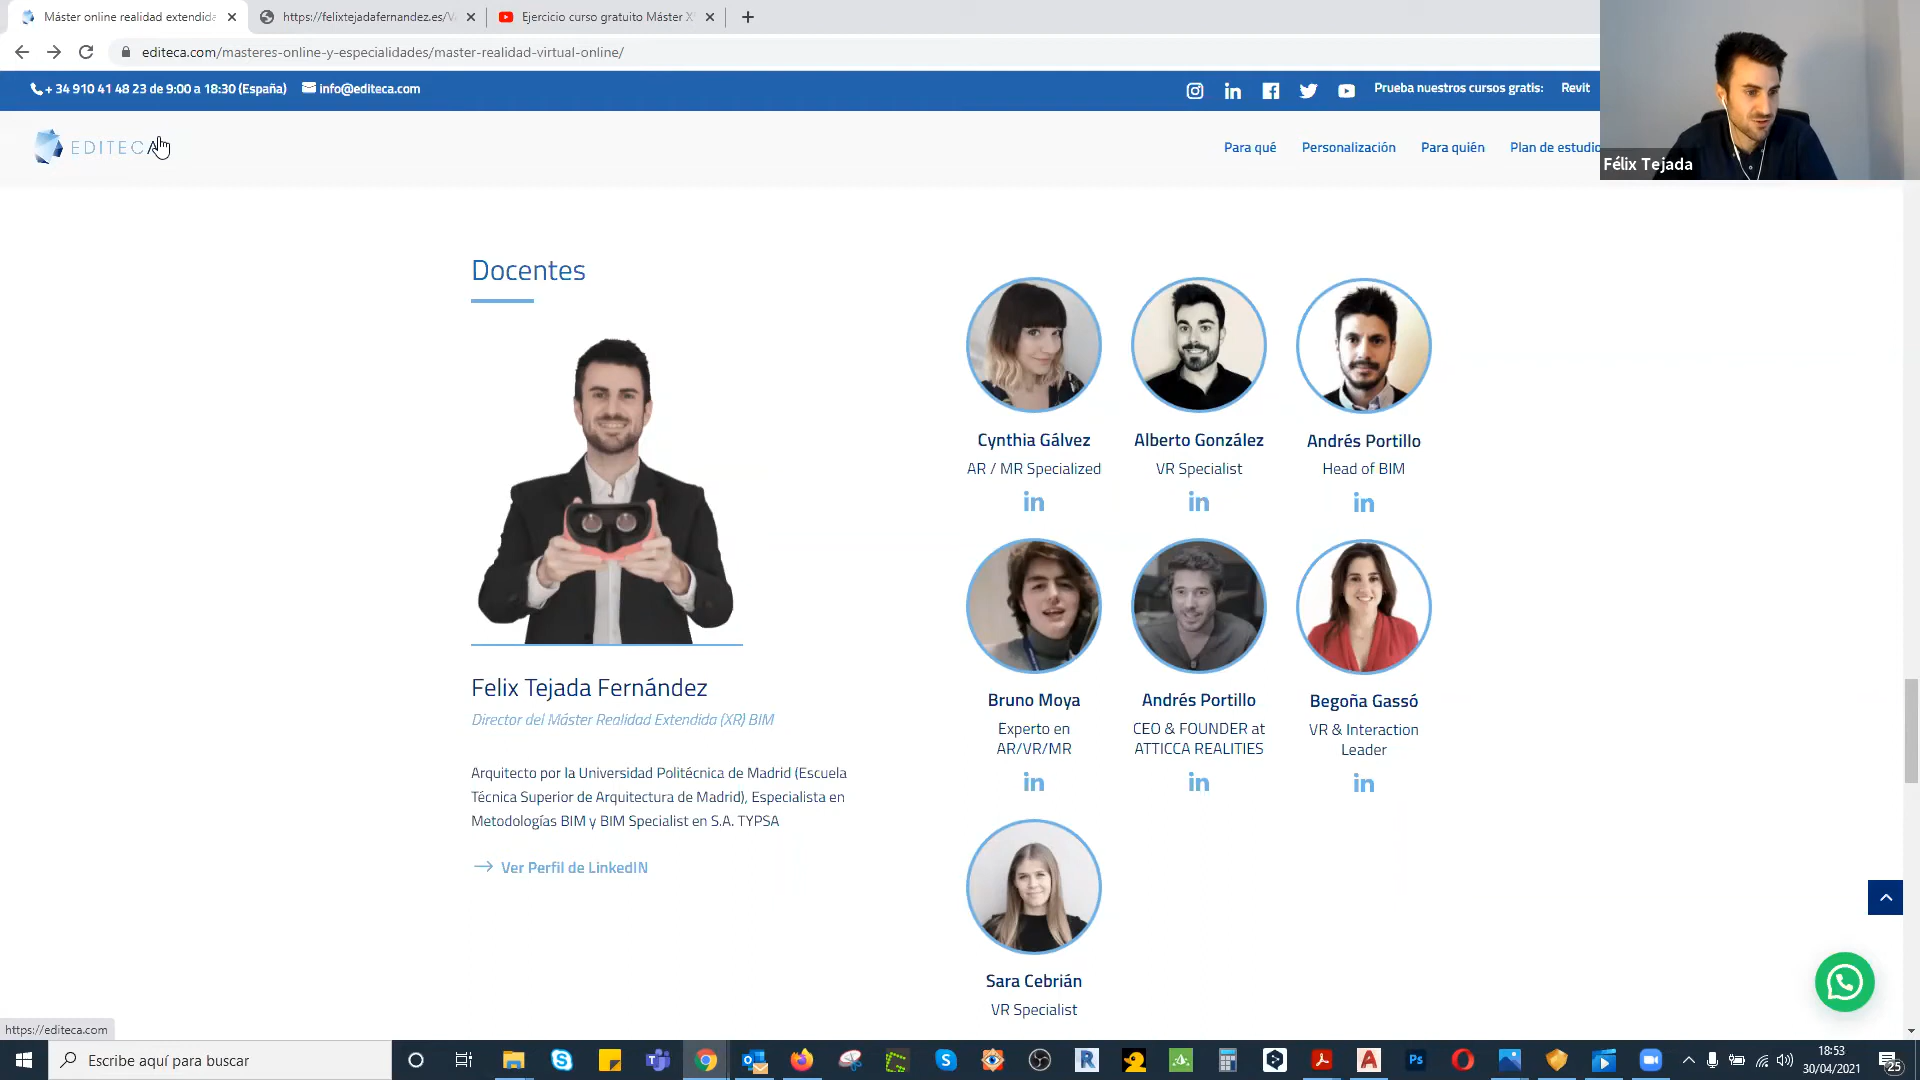 Máster online realidad extendida
https://felixtejadafernandez.es/V
Ejercicio curso gratuito Máster X
editeca.com/masteres-online-y-especialidades/master-realidad-virtual-online/
+ 34 910 41 48 23 de 9:00 a 18:30 (España)
info@editeca.com
Prueba nuestros cursos gratis:
Revit
EDITECA
Para qué
Personalización
Para quién
Plan de estudio
Félix Tejada
Docentes
Felix Tejada Fernández
Director del Máster Realidad Extendida (XR) BIM
Arquitecto por la Universidad Politécnica de Madrid (Escuela
Técnica Superior de Arquitectura de Madrid), Especialista en
Metodologías BIM y BIM Specialist en S.A. TYPSA
Ver Perfil de LinkedIN
Cynthia Gálvez
AR / MR Specialized
in
Alberto González
VR Specialist
in
Andrés Portillo
Head of BIM
in
Bruno Moya
Experto en
AR/VR/MR
in
Andrés Portillo
CEO & FOUNDER at
ATTICCA REALITIES
in
Begoña Gassó
VR & Interaction
Leader
in
Sara Cebrián
VR Specialist
https://editeca.com
Escribe aquí para buscar
18:53
30/04/2021
25